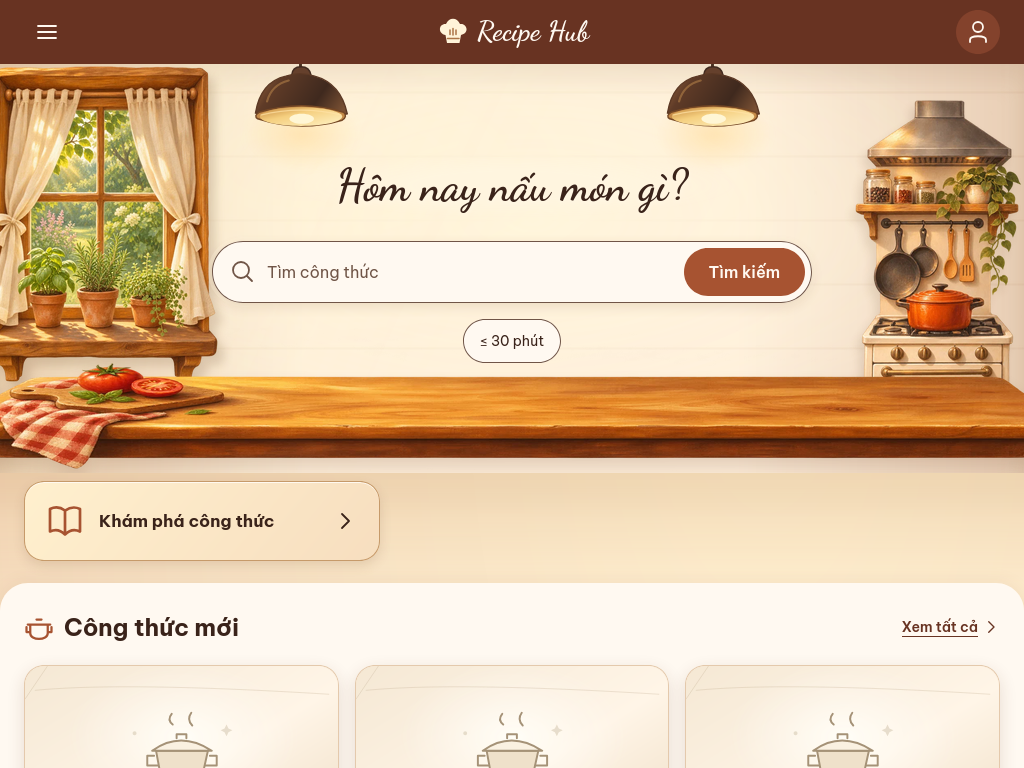 Recipe Hub
Hôm nay nấu món gì?
Tìm công thức
Tìm kiếm
≤ 30 phút
Khám phá công thức
Công thức mới
Xem tất cả